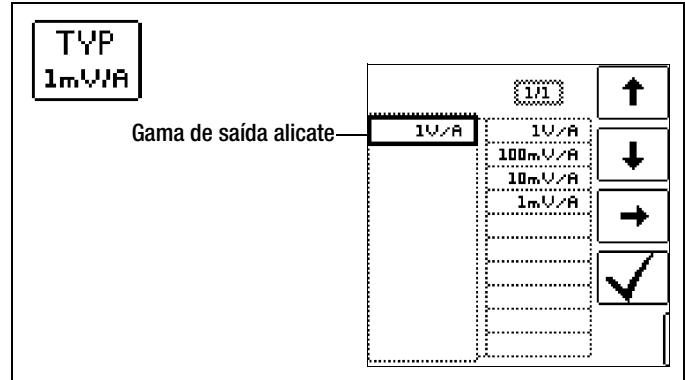 TYP
1mV/A
1/1
Gama de saída alicate
1V/A
1V/A
100mV/A
10mV/A
1mV/A